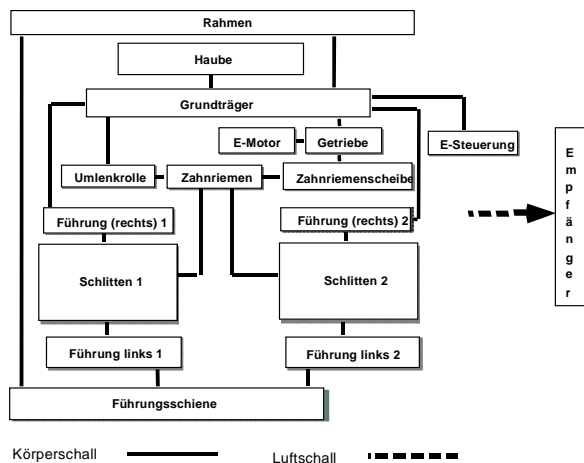 Rahmen
Haube
Grundträger
E-Motor
Getriebe
E-Steuerung
Umlenkrolle
Zahnriemen
Zahnriemenscheibe
Führung (rechts) 1
Führung (rechts) 2
Schlitten 1
Schlitten 2
Führung links 1
Führung links 2
Führungsschiene
E
m
p
f
ä
n
g
e
r
Körperschall
Luftschall